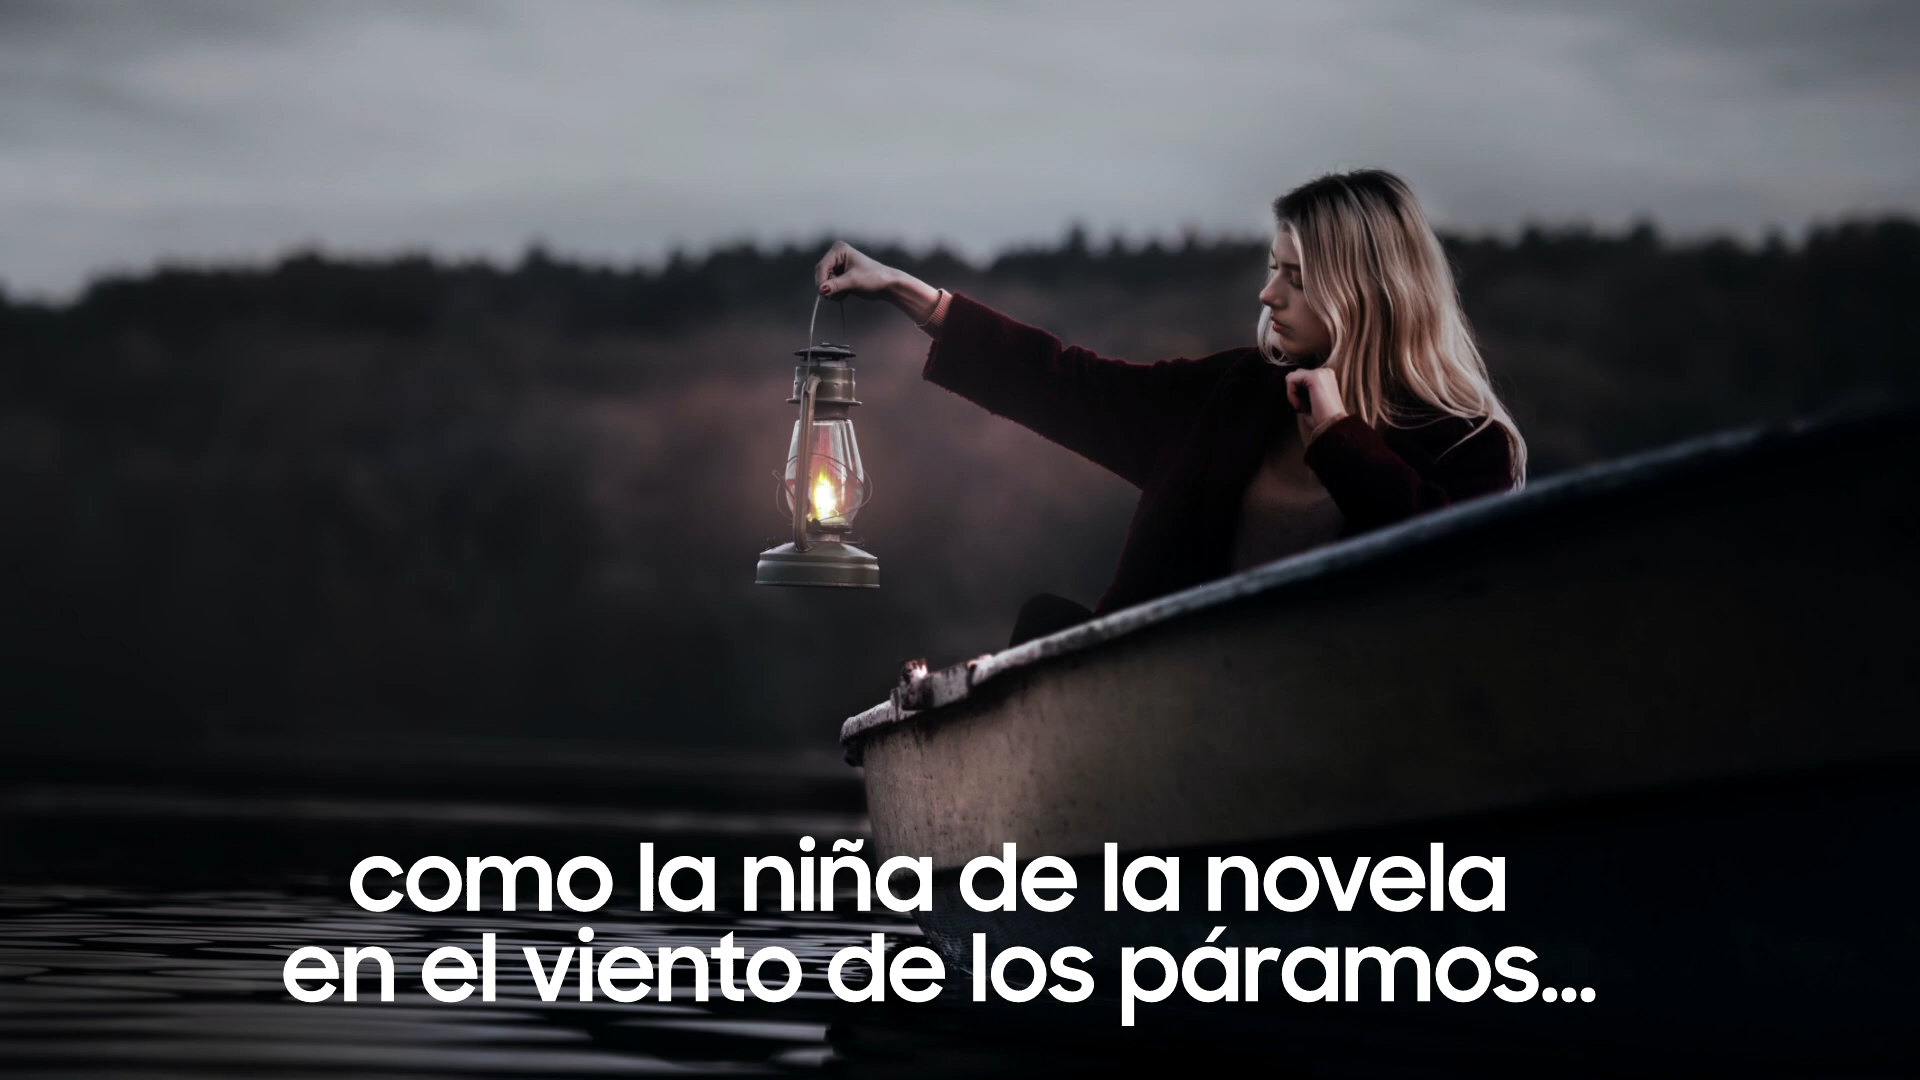 como la niña de la novela
en el viento de los páramos...